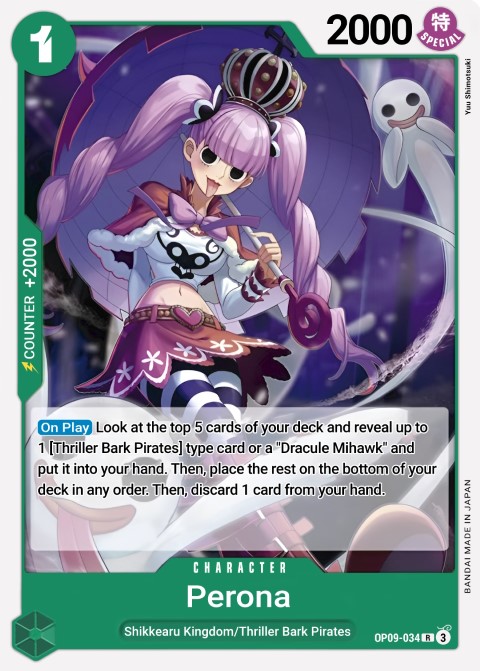 1
2000
特
SPECIAL
Yuu Shimotsuki
COUNTER +2000
On Play Look at the top 5 cards of your deck and reveal up to
1 [Thriller Bark Pirates] type card or a "Dracule Mihawk" and
put it into your hand. Then, place the rest on the bottom of your
deck in any order. Then, discard 1 card from your hand.
BANDAI MADE IN JAPAN
CHARACTER
Perona
Shikkearu Kingdom/Thriller Bark Pirates
OP09-034 R 3